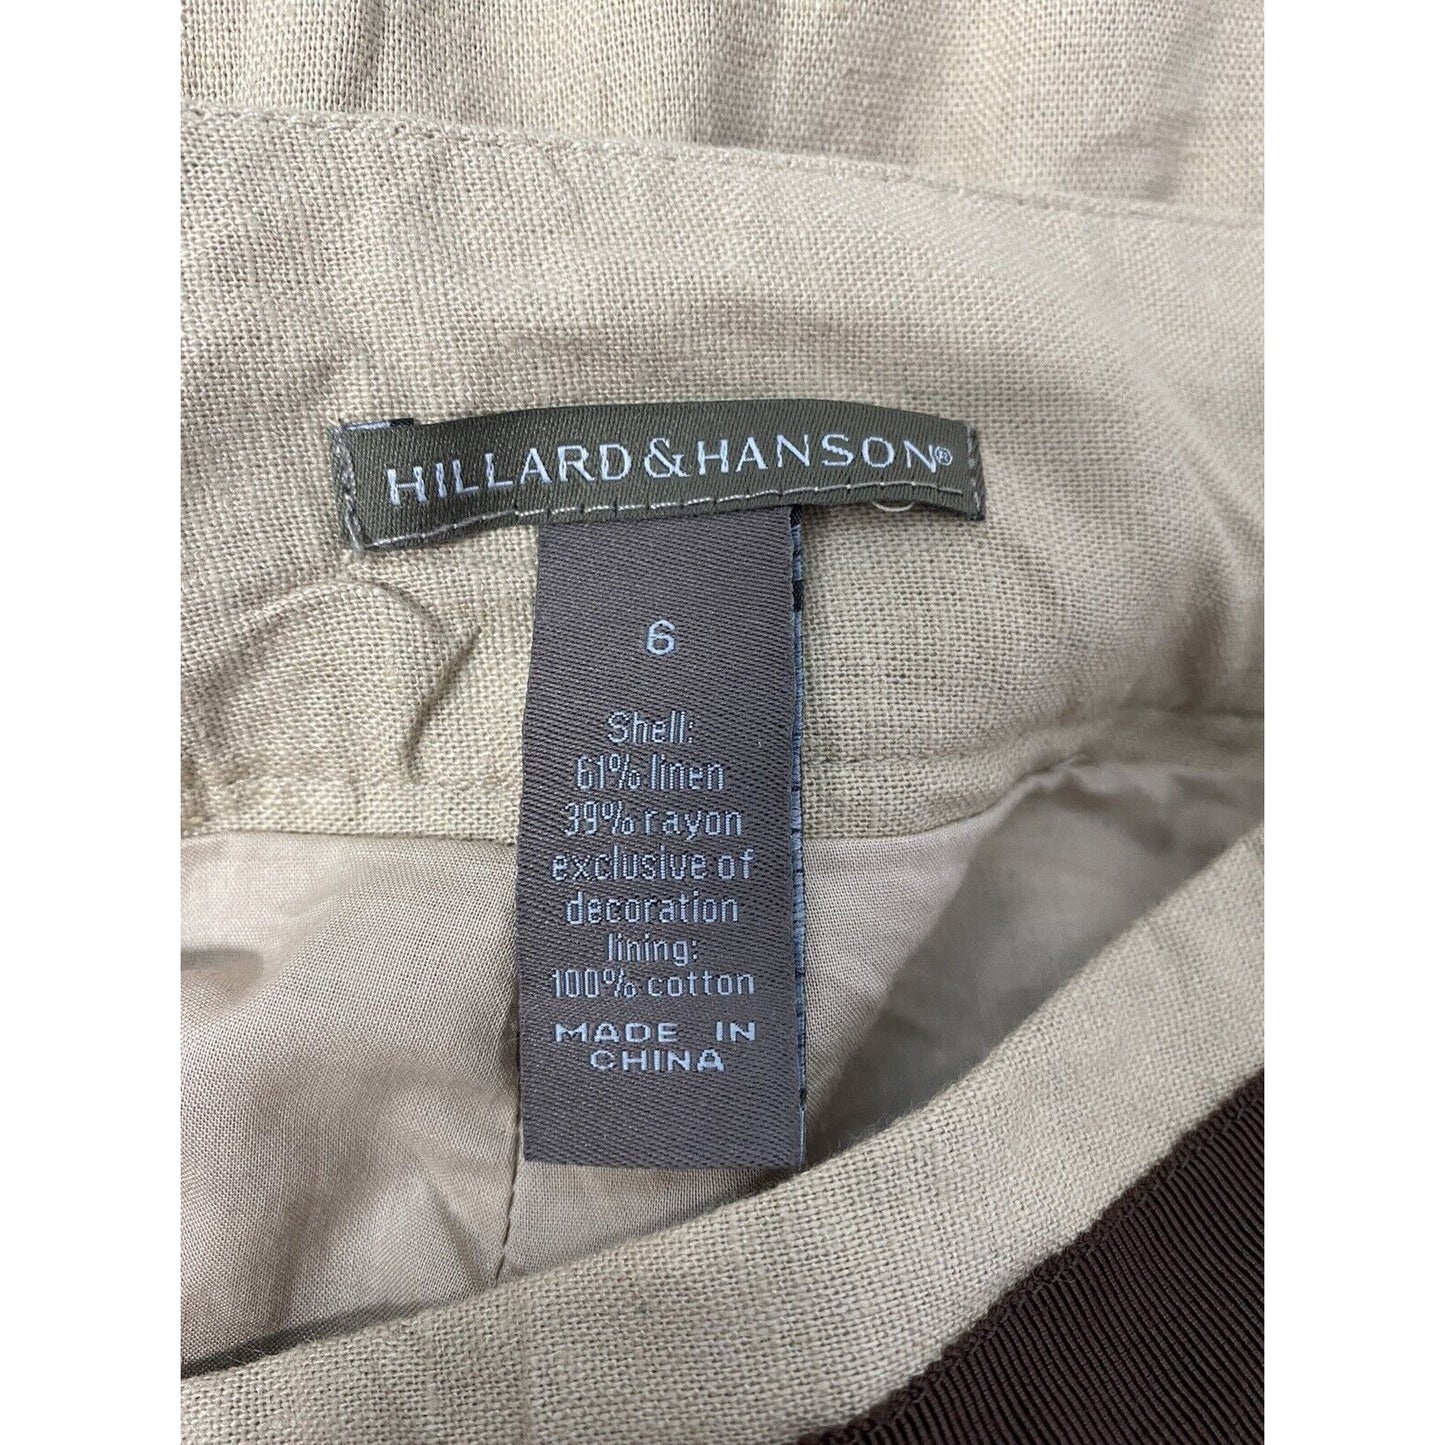 HILLARD & HANSON®
6
Shell:
61% linen
39% rayon
exclusive of
decoration
lining:
100% cotton
MADE IN
CHINA